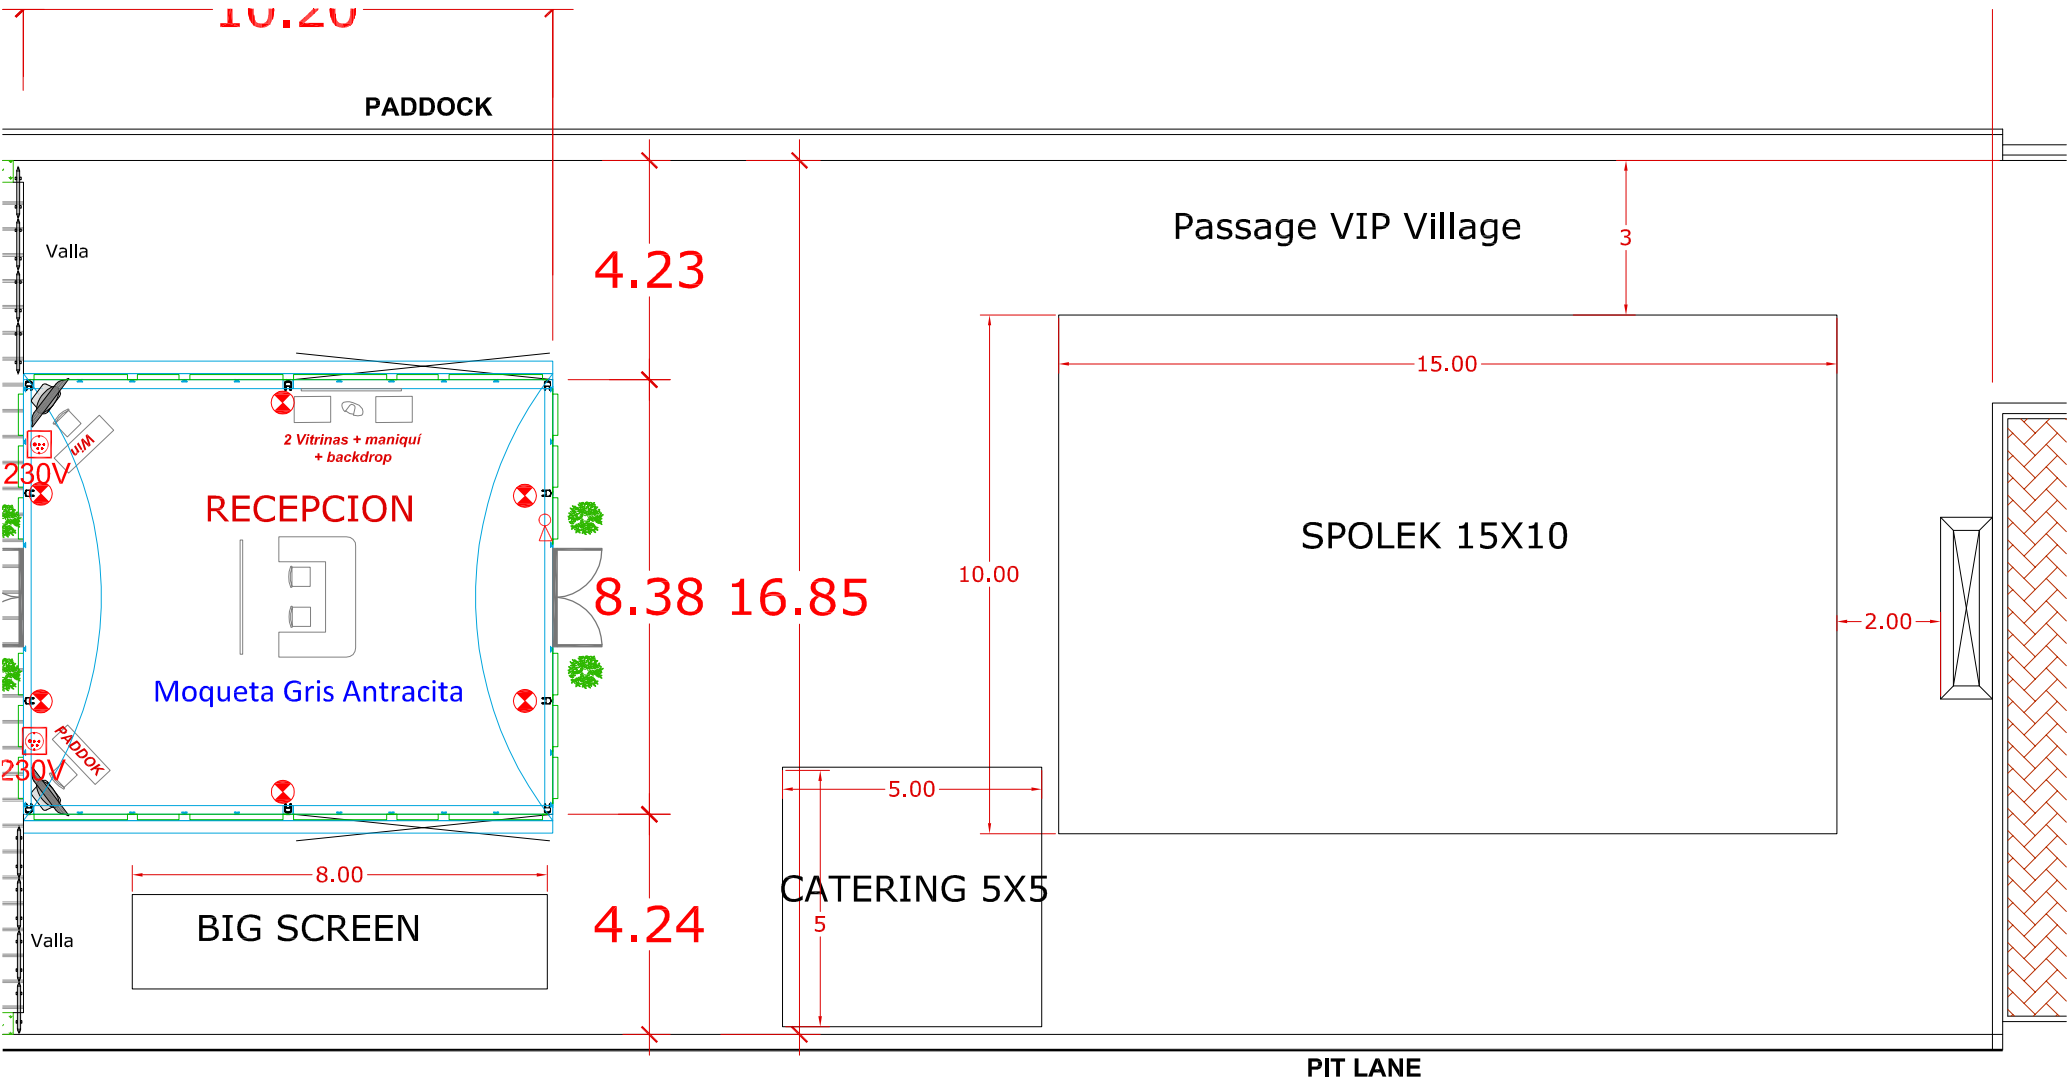 10.20
PADDOCK
Valla
4.23
Passage VIP Village
3
15.00
Win
2 Vitrinas + maniquí
+ backdrop
230V
RECEPCION
SPOLEK 15X10
10.00
8.38
16.85
2.00
Moqueta Gris Antracita
PADDOK
230V
5.00
8.00
CATERING 5X5
BIG SCREEN
4.24
5
Valla
PIT LANE